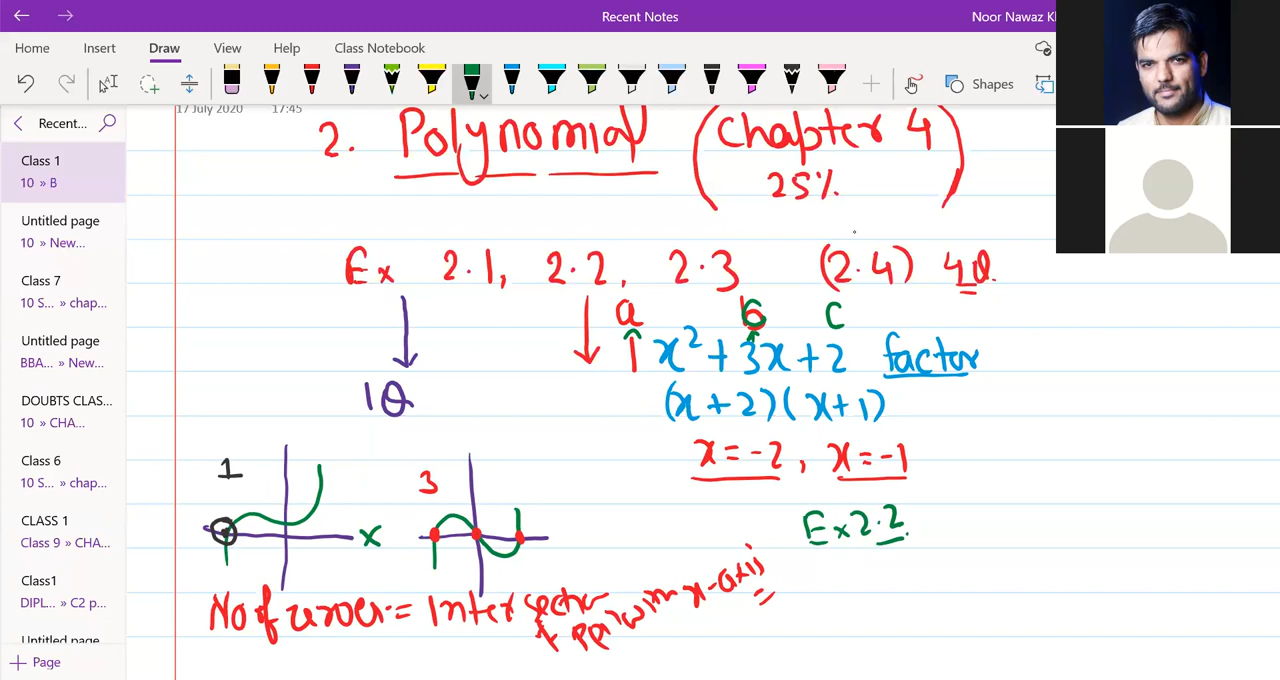 Recent Notes
Noor Nawaz Kh
Home Insert Draw View Help Class Notebook
Shapes
Recent...
Class 1
10 » B
Untitled page
10 » New...
Class 7
10 S... » chap...
Untitled page
BBA... » New...
DOUBTS CLAS...
10 » CHA...
Class 6
10 S... » chap...
CLASS 1
Class 9 » CHA...
Class1
DIPL... » C2 p...
Untitled page
Page
17 July 2020 17:45
2. Polynomial (Chapter 4
25%)
Ex 2.1, 2.2, 2.3 (2.4) 4Q.
a b c
1 x² + 3x + 2 factor
1Q
(x + 2)(x + 1)
x = -2, x = -1
1
3
x
Ex 2.2
No of zeroes = Intersection
of pt with x-axis